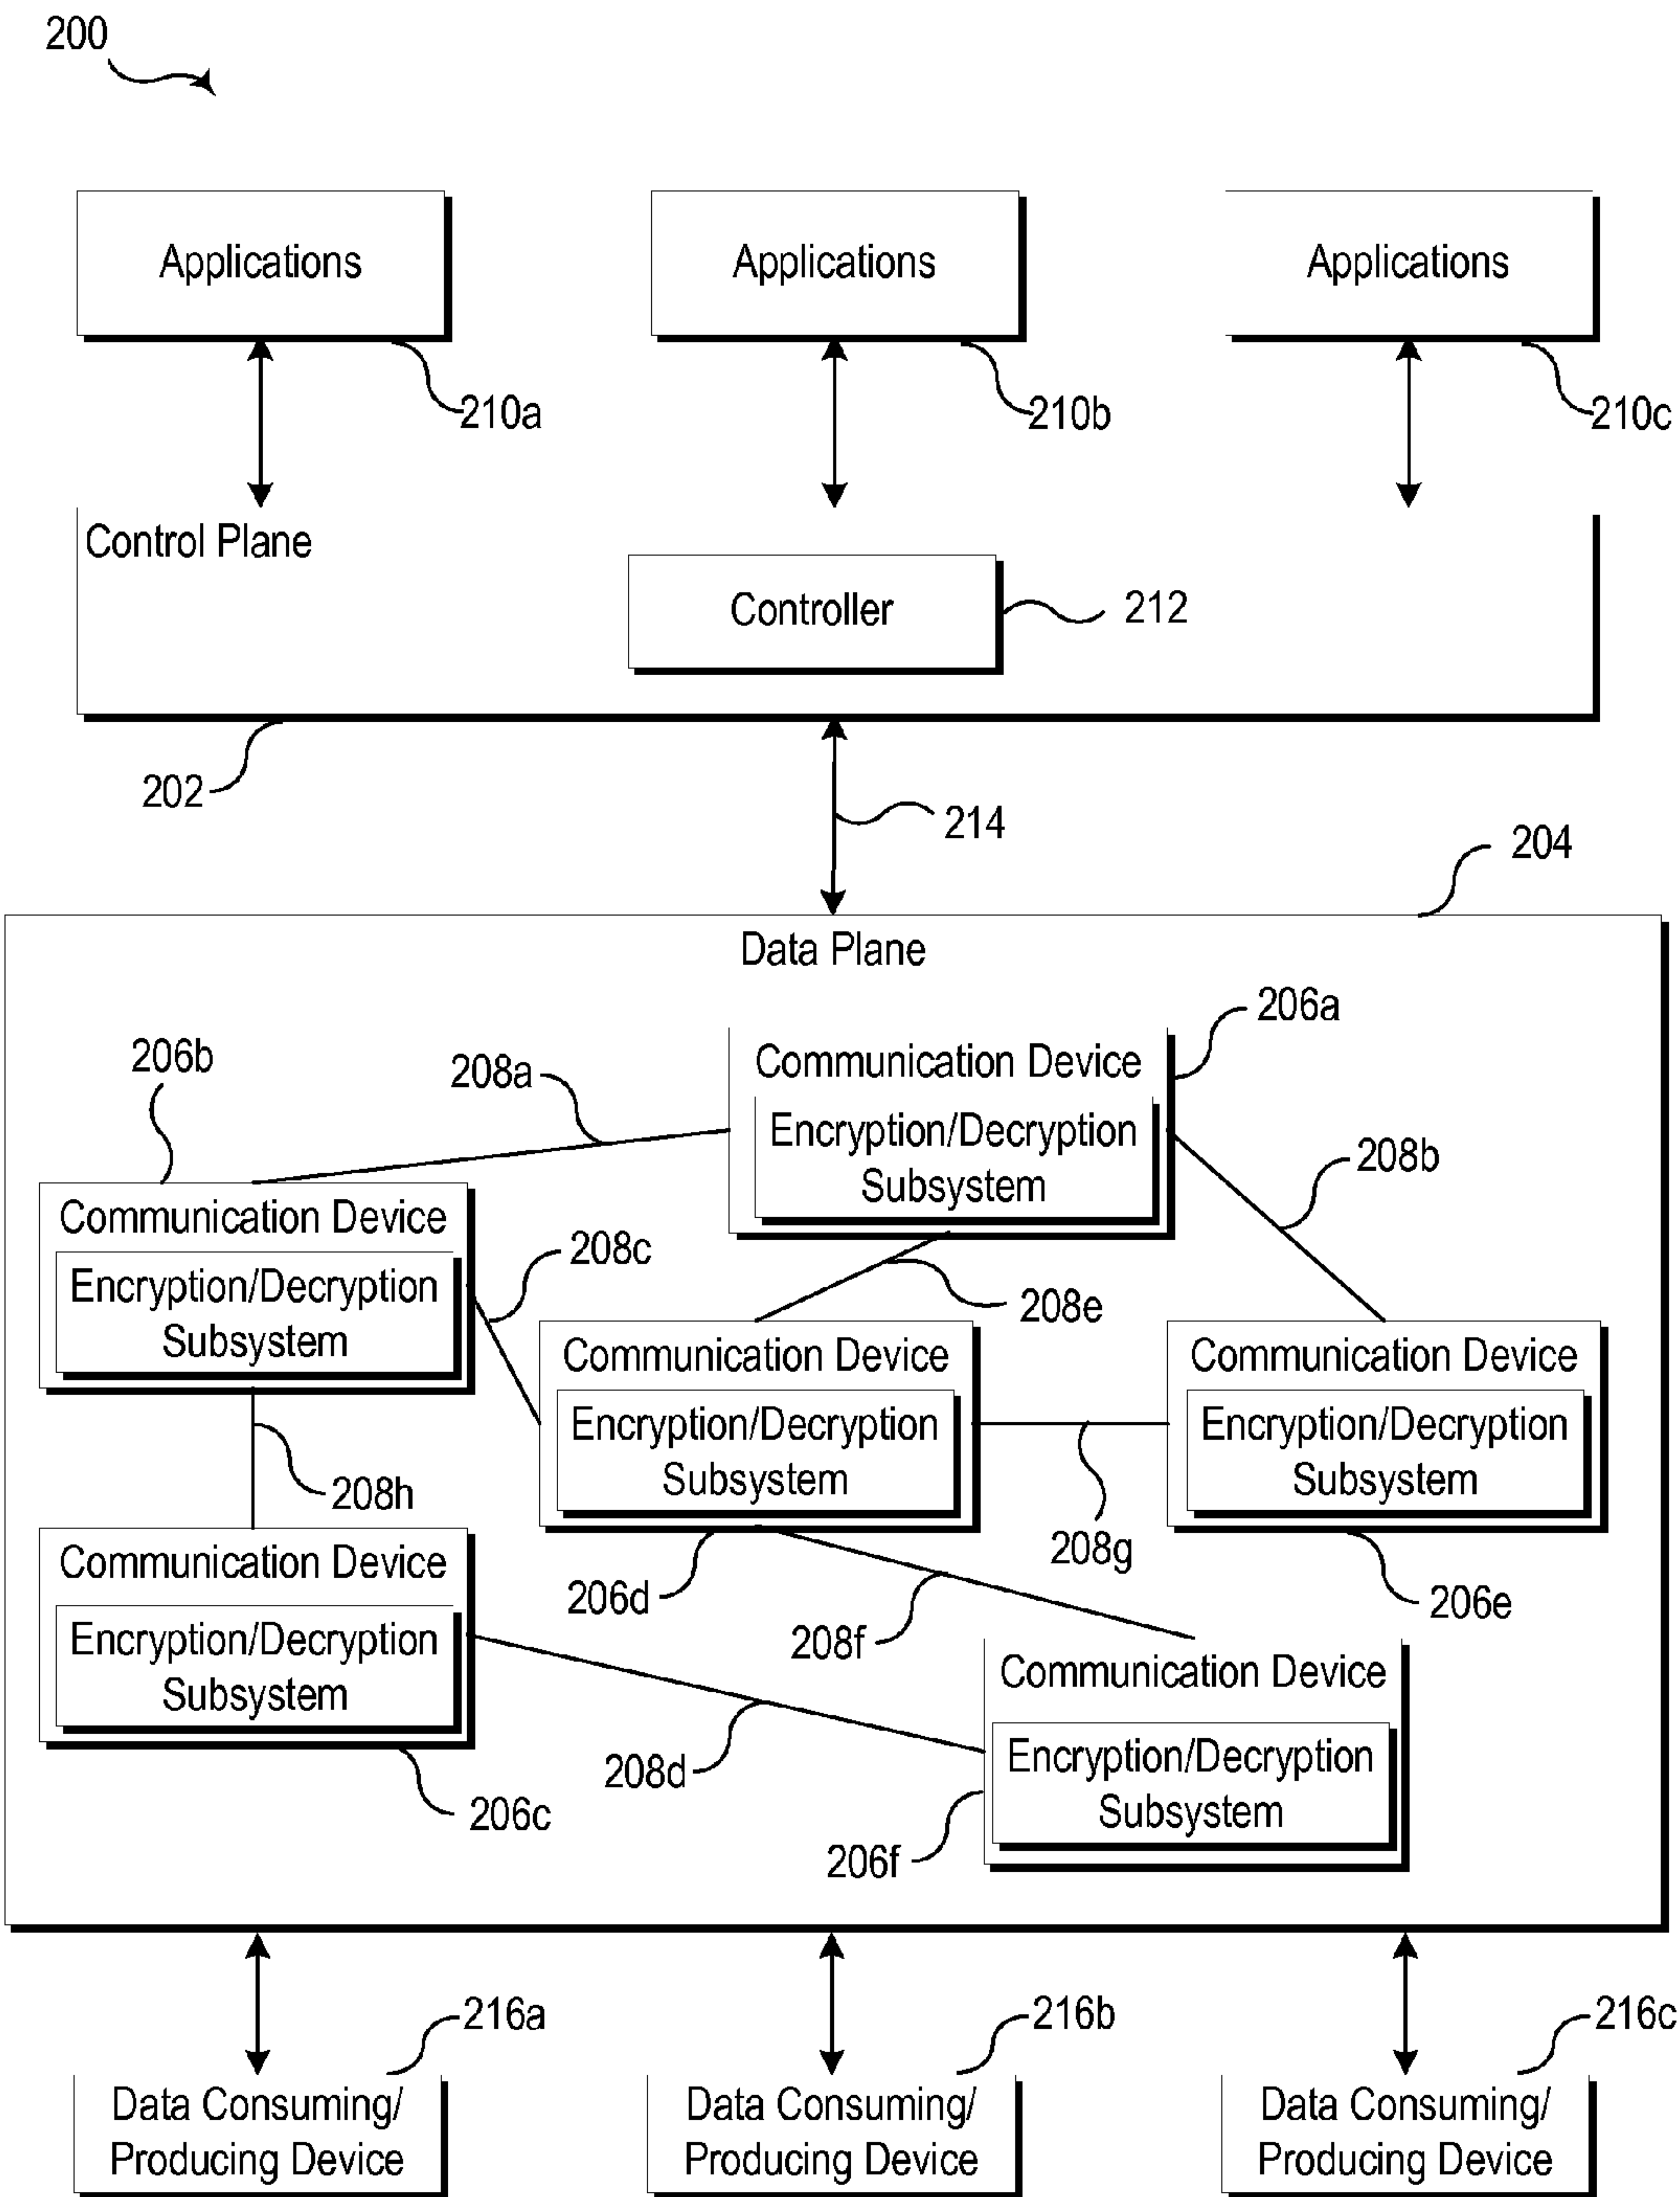 200
Applications
Applications
Applications
210a
210b
210c
Control Plane
Controller
212
202
214
204
Data Plane
206a
206b
208a
Communication Device
Encryption/Decryption
Subsystem
208b
Communication Device
Encryption/Decryption
Subsystem
208c
208e
Communication Device
Encryption/Decryption
Subsystem
Communication Device
Encryption/Decryption
Subsystem
208h
208g
206d
206e
Communication Device
Encryption/Decryption
Subsystem
208f
Communication Device
Encryption/Decryption
Subsystem
208d
206c
206f
216a
216b
216c
Data Consuming/
Producing Device
Data Consuming/
Producing Device
Data Consuming/
Producing Device